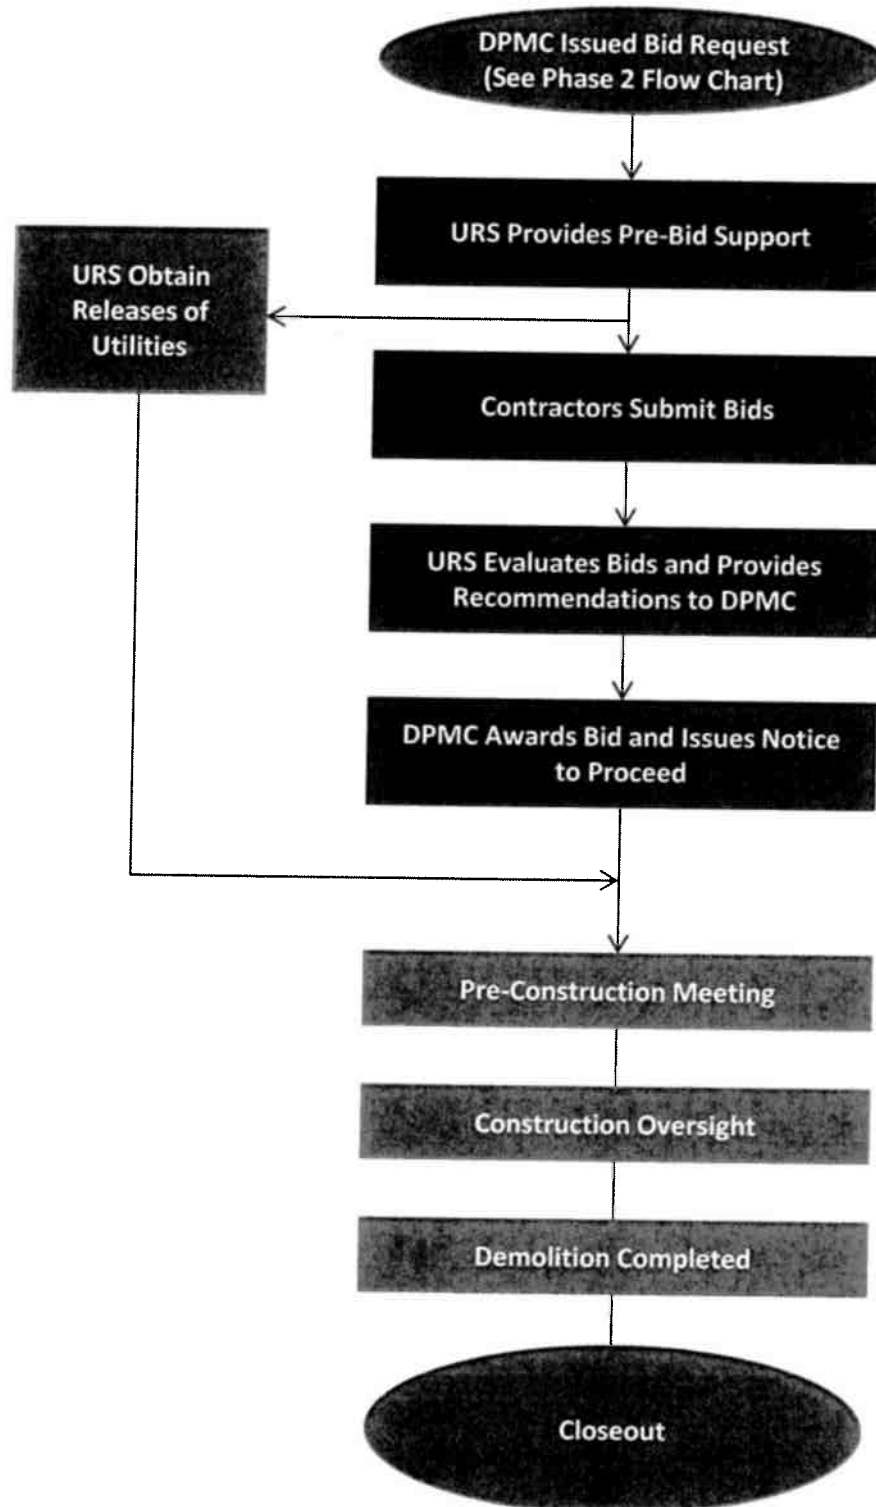 DPMC Issued Bid Request
(See Phase 2 Flow Chart)
URS Provides Pre-Bid Support
URS Obtain
Releases of
Utilities
Contractors Submit Bids
URS Evaluates Bids and Provides
Recommendations to DPMC
DPMC Awards Bid and Issues Notice
to Proceed
Pre-Construction Meeting
Construction Oversight
Demolition Completed
Closeout